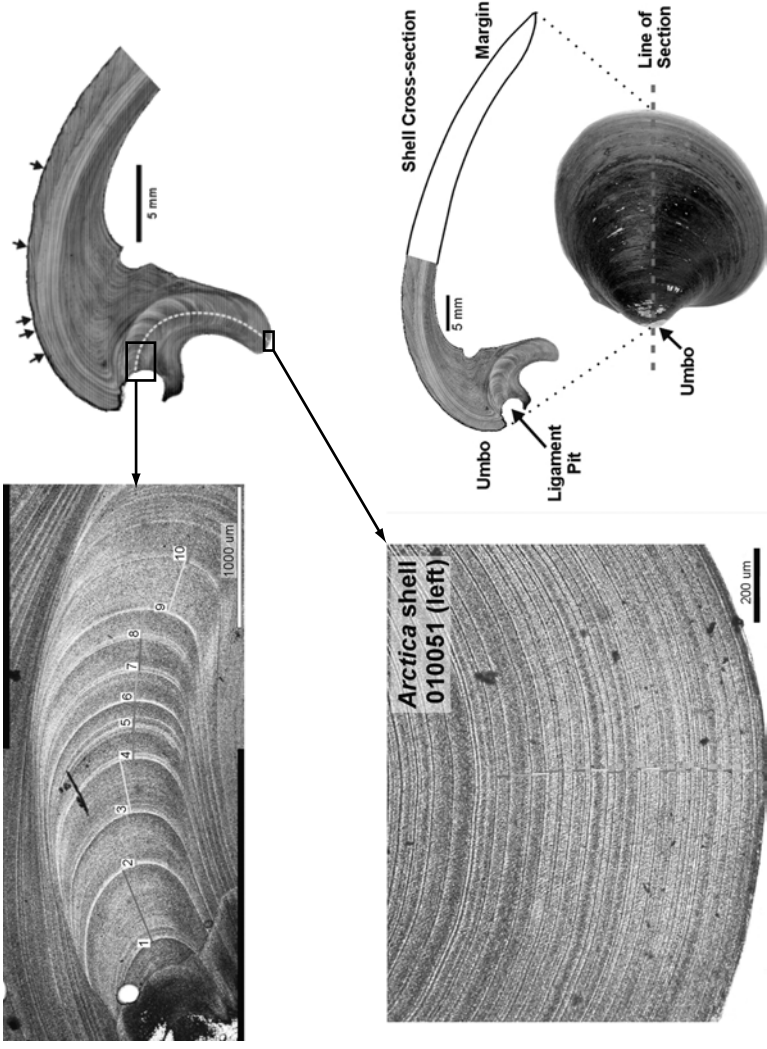 5 mm
1
2
3
4
5
6
7
8
9
10
1000 um
Shell Cross-section
Margin
5 mm
Umbo
Ligament
Pit
Line of
Section
Umbo
Arctica shell
010051 (left)
200 um